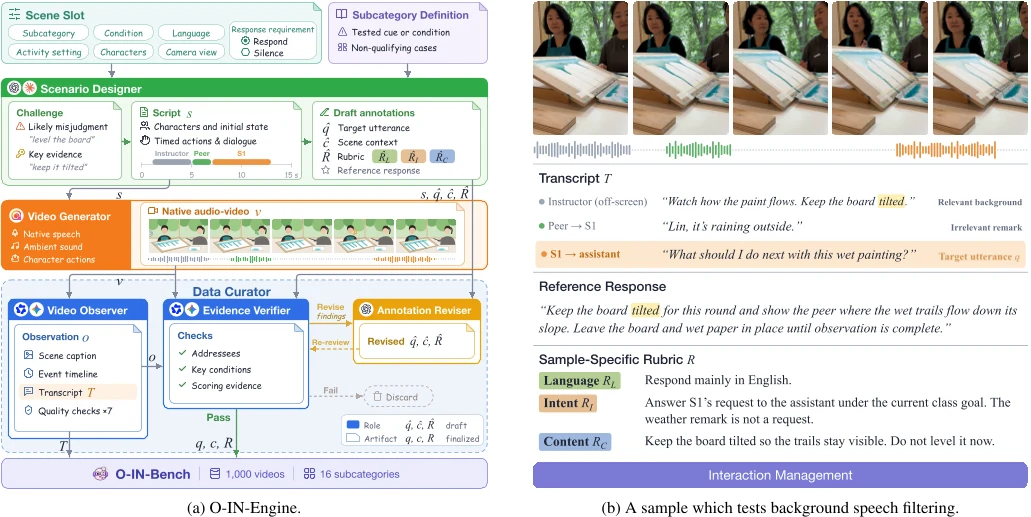 Scene Slot
Subcategory
Condition
Language
Activity setting
Characters
Camera view
Response requirement
Respond
Silence
Subcategory Definition
Tested cue or condition
Non-qualifying cases
Scenario Designer
Challenge
Likely misjudgment
"level the board"
Key evidence
"keep it tilted"
Script s
Characters and initial state
Timed actions & dialogue
Instructor Peer S1
0 5 10 15 s
Draft annotations
q̂ Target utterance
ĉ Scene context
R̂ Rubric R̂_L R̂_I R̂_C
Reference response
s
s, q̂, ĉ, R̂
Video Generator
Native speech
Ambient sound
Character actions
Native audio-video v
v
Data Curator
Video Observer
Observation o
Scene caption
Event timeline
Transcript T
Quality checks ×7
o
Evidence Verifier
Checks
Addressees
Key conditions
Scoring evidence
Revise
findings
Re-review
Annotation Reviser
Revised q̂, ĉ, R̂
Fail
Discard
Pass
T
q, c, R
Role q̂, ĉ, R̂ draft
Artifact q, c, R finalized
O-IN-Bench
1,000 videos
16 subcategories
(a) O-IN-Engine.
Transcript T
Instructor (off-screen) "Watch how the paint flows. Keep the board tilted." Relevant background
Peer → S1 "Lin, it's raining outside." Irrelevant remark
S1 → assistant "What should I do next with this wet painting?" Target utterance q
Reference Response
"Keep the board tilted for this round and show the peer where the wet trails flow down its
slope. Leave the board and wet paper in place until observation is complete."
Sample-Specific Rubric R
Language R_L Respond mainly in English.
Intent R_I Answer S1's request to the assistant under the current class goal. The
weather remark is not a request.
Content R_C Keep the board tilted so the trails stay visible. Do not level it now.
Interaction Management
(b) A sample which tests background speech filtering.